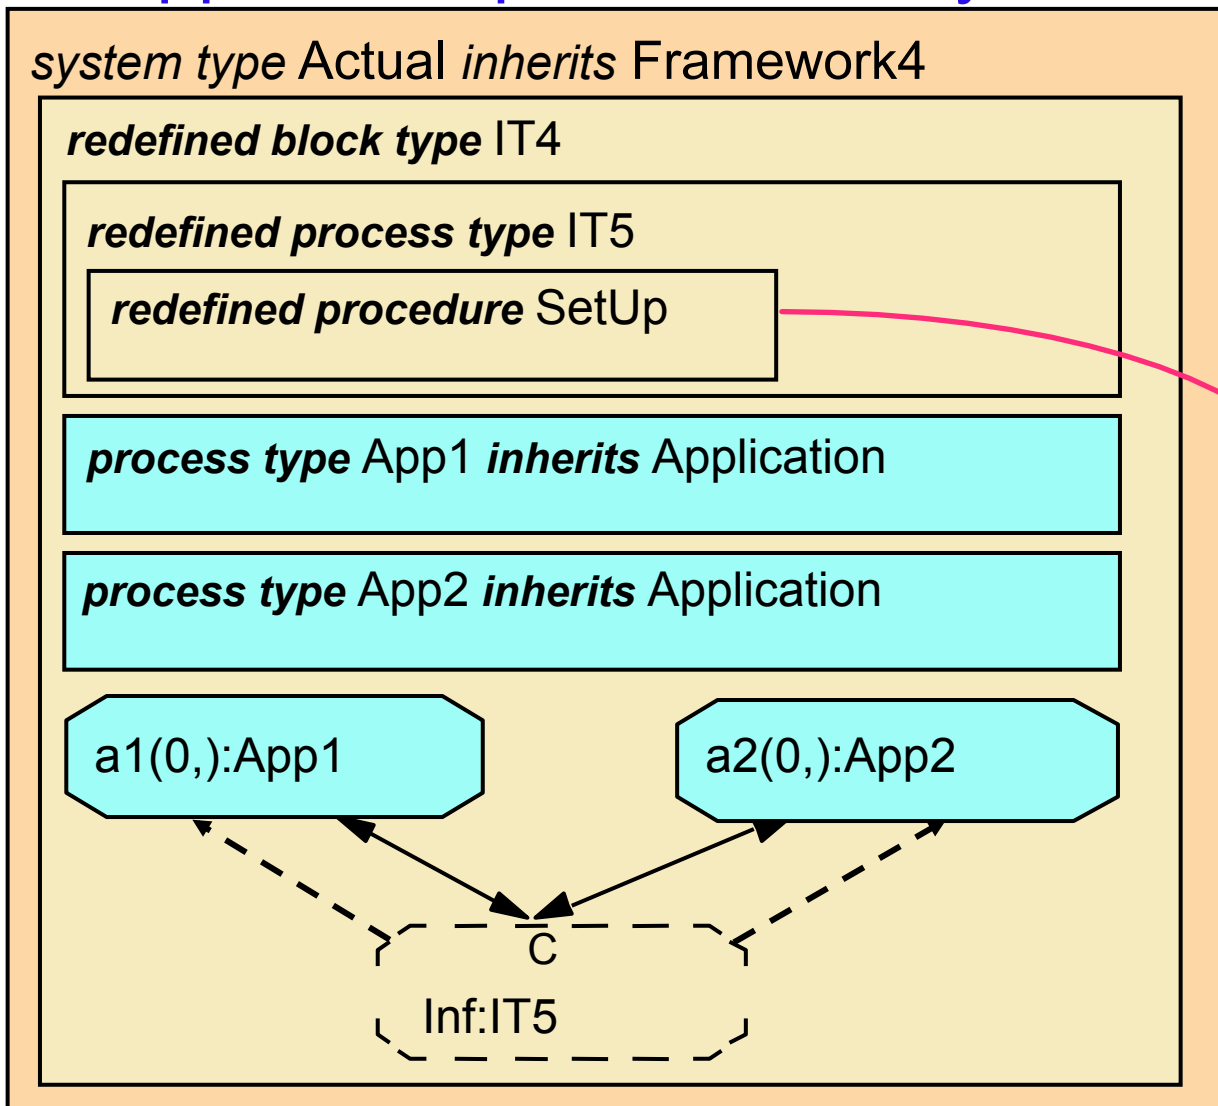 system type Actual inherits Framework4
redefined block type IT4
redefined process type IT5
redefined procedure SetUp
process type App1 inherits Application
process type App2 inherits Application
a1(0,):App1
a2(0,):App2
C
Inf:IT5